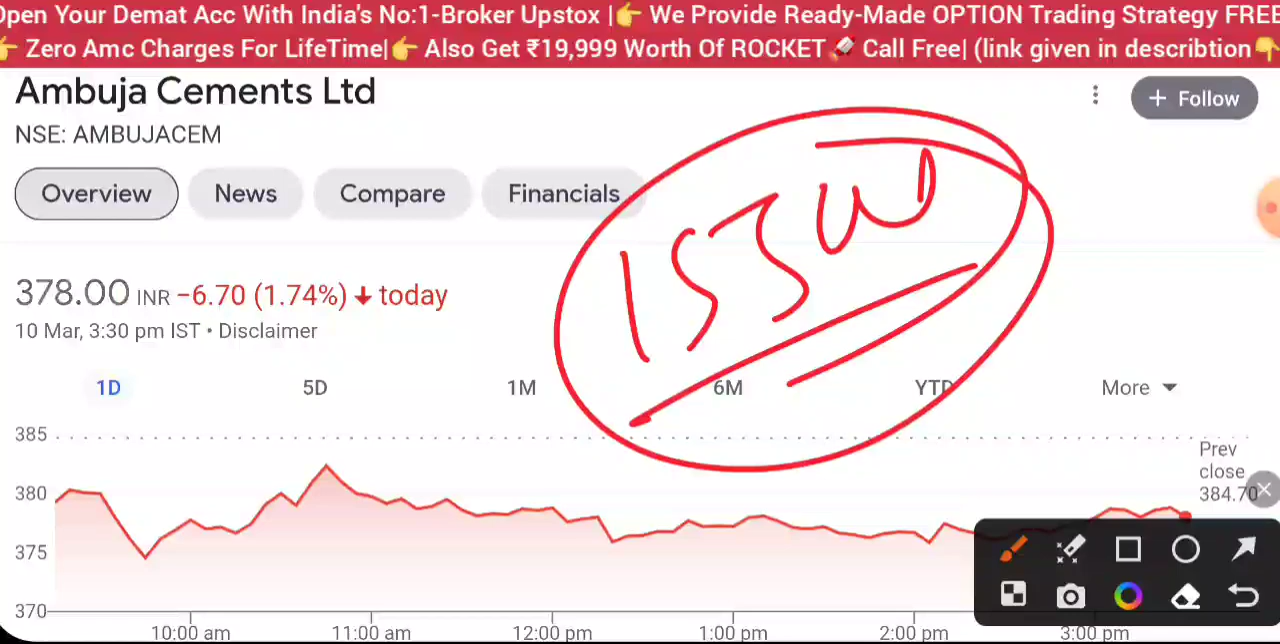 Open Your Demat Acc With India's No:1-Broker Upstox |👉 We Provide Ready-Made OPTION Trading Strategy FREE
👉 Zero Amc Charges For LifeTime|👉 Also Get ₹19,999 Worth Of ROCKET🚀 Call Free| (link given in describtion👇
Ambuja Cements Ltd
+ Follow
NSE: AMBUJACEM
Overview News Compare Financials
378.00 INR −6.70 (1.74%) ↓ today
10 Mar, 3:30 pm IST • Disclaimer
1D 5D 1M 6M YTD More
385
Prev
close
384.70
380
375
370
10:00 am 11:00 am 12:00 pm 1:00 pm 2:00 pm 3:00 pm